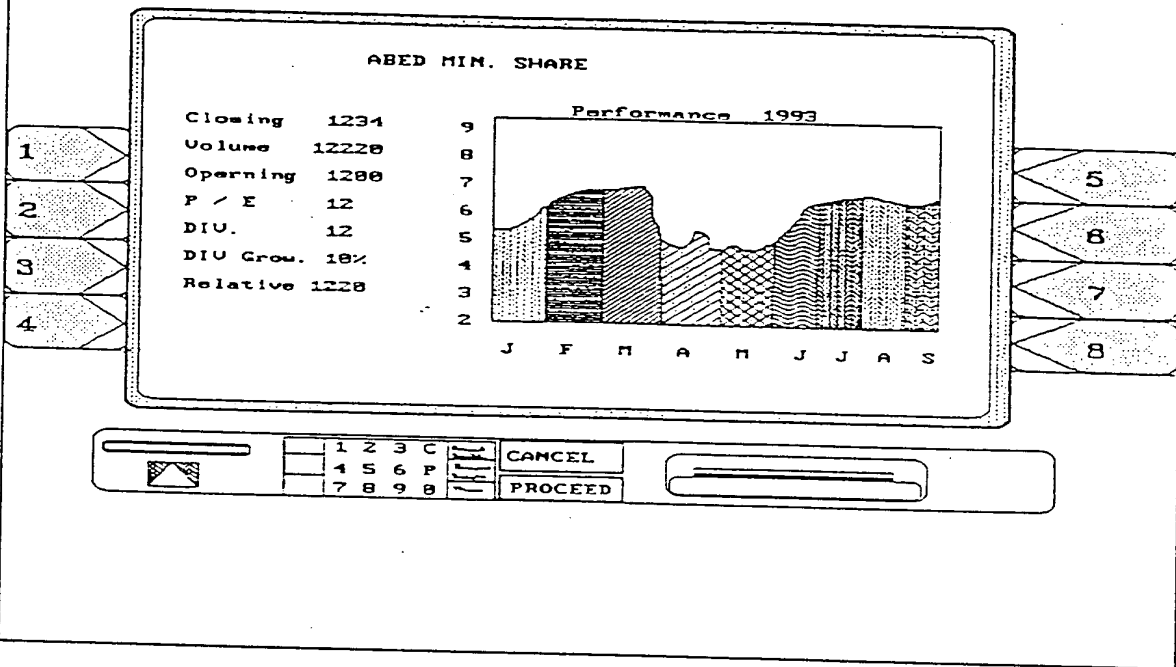 ABED MIN. SHARE
Closing 1234
Volume 12220
Operning 1200
P / E 12
DIV. 12
DIV Grow. 10%
Relative 1220
Performance 1993
9
8
7
6
5
4
3
2
J F M A M J J A S
1
2
3
4
5
6
7
8
1 2 3 C
4 5 6 P
7 8 9 0
CANCEL
PROCEED